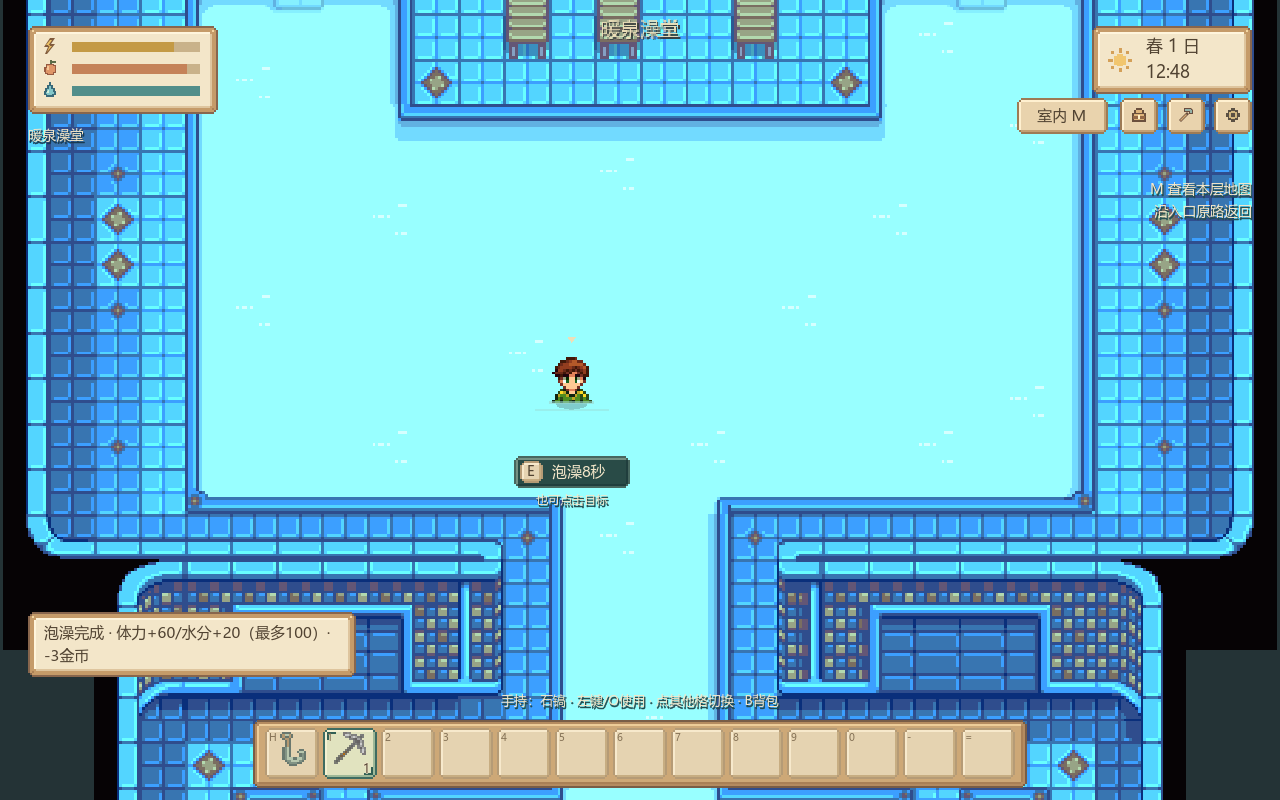 暖泉澡堂
春 1 日
12:48
室内 M
暖泉澡堂
M 查看本层地图
沿入口原路返回
E 泡澡8秒
也可点击目标
泡澡完成 · 体力+60/水分+20（最多100）·
-3金币
手持：石镐 · 左键/O使用 · 点其他格切换 · B背包
H 2 3 4 5 6 7 8 9 0 - =